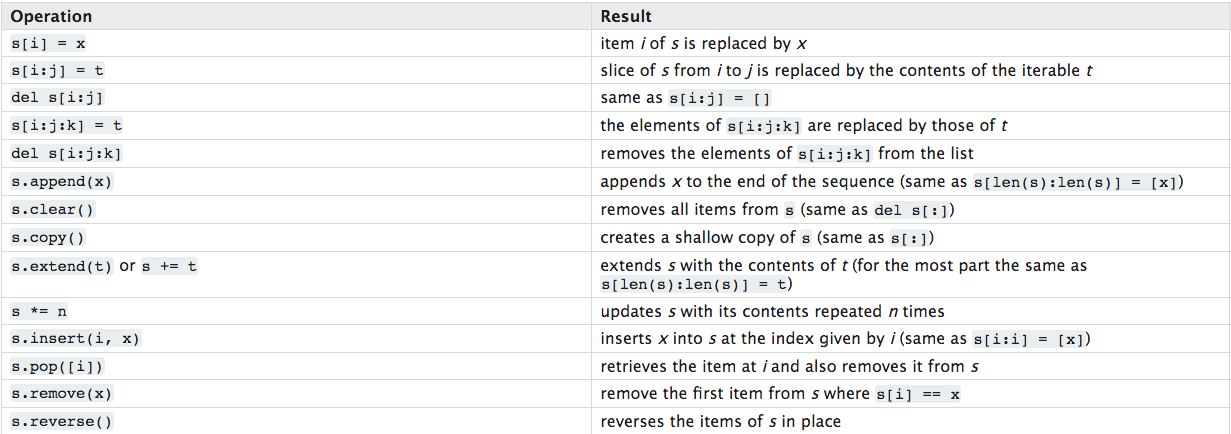 Operation Result
s[i] = x item i of s is replaced by x
s[i:j] = t slice of s from i to j is replaced by the contents of the iterable t
del s[i:j] same as s[i:j] = []
s[i:j:k] = t the elements of s[i:j:k] are replaced by those of t
del s[i:j:k] removes the elements of s[i:j:k] from the list
s.append(x) appends x to the end of the sequence (same as s[len(s):len(s)] = [x])
s.clear() removes all items from s (same as del s[:])
s.copy() creates a shallow copy of s (same as s[:])
s.extend(t) or s += t extends s with the contents of t (for the most part the same as
s[len(s):len(s)] = t)
s *= n updates s with its contents repeated n times
s.insert(i, x) inserts x into s at the index given by i (same as s[i:i] = [x])
s.pop([i]) retrieves the item at i and also removes it from s
s.remove(x) remove the first item from s where s[i] == x
s.reverse() reverses the items of s in place